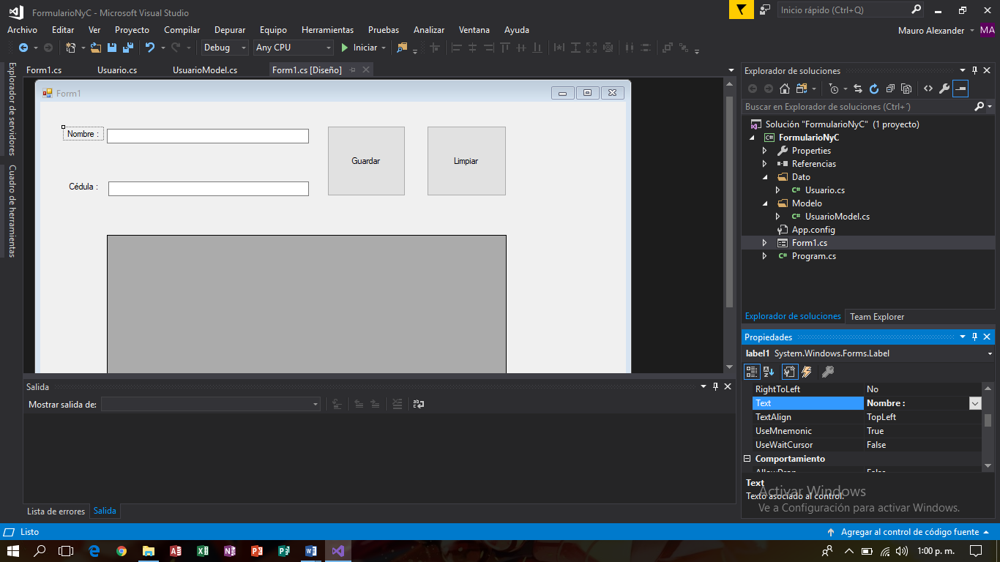 FormularioNyC - Microsoft Visual Studio
Inicio rápido (Ctrl+Q)
Archivo Editar Ver Proyecto Compilar Depurar Equipo Herramientas Pruebas Analizar Ventana Ayuda
Mauro Alexander MA
Debug Any CPU Iniciar
Explorador de servidores
Cuadro de herramientas
Form1.cs Usuario.cs UsuarioModel.cs Form1.cs [Diseño]
Form1
Nombre :
Guardar Limpiar
Cédula :
Salida
Mostrar salida de:
Lista de errores Salida
Explorador de soluciones
Buscar en Explorador de soluciones (Ctrl+´)
Solución "FormularioNyC" (1 proyecto)
FormularioNyC
Properties
Referencias
Dato
Usuario.cs
Modelo
UsuarioModel.cs
App.config
Form1.cs
Program.cs
Explorador de soluciones Team Explorer
Propiedades
label1 System.Windows.Forms.Label
RightToLeft No
Text Nombre :
TextAlign TopLeft
UseMnemonic True
UseWaitCursor False
Comportamiento
AllowDrop False
Text
Texto asociado al control.
Activar Windows
Ve a Configuración para activar Windows.
Listo
Agregar al control de código fuente
1:00 p. m.